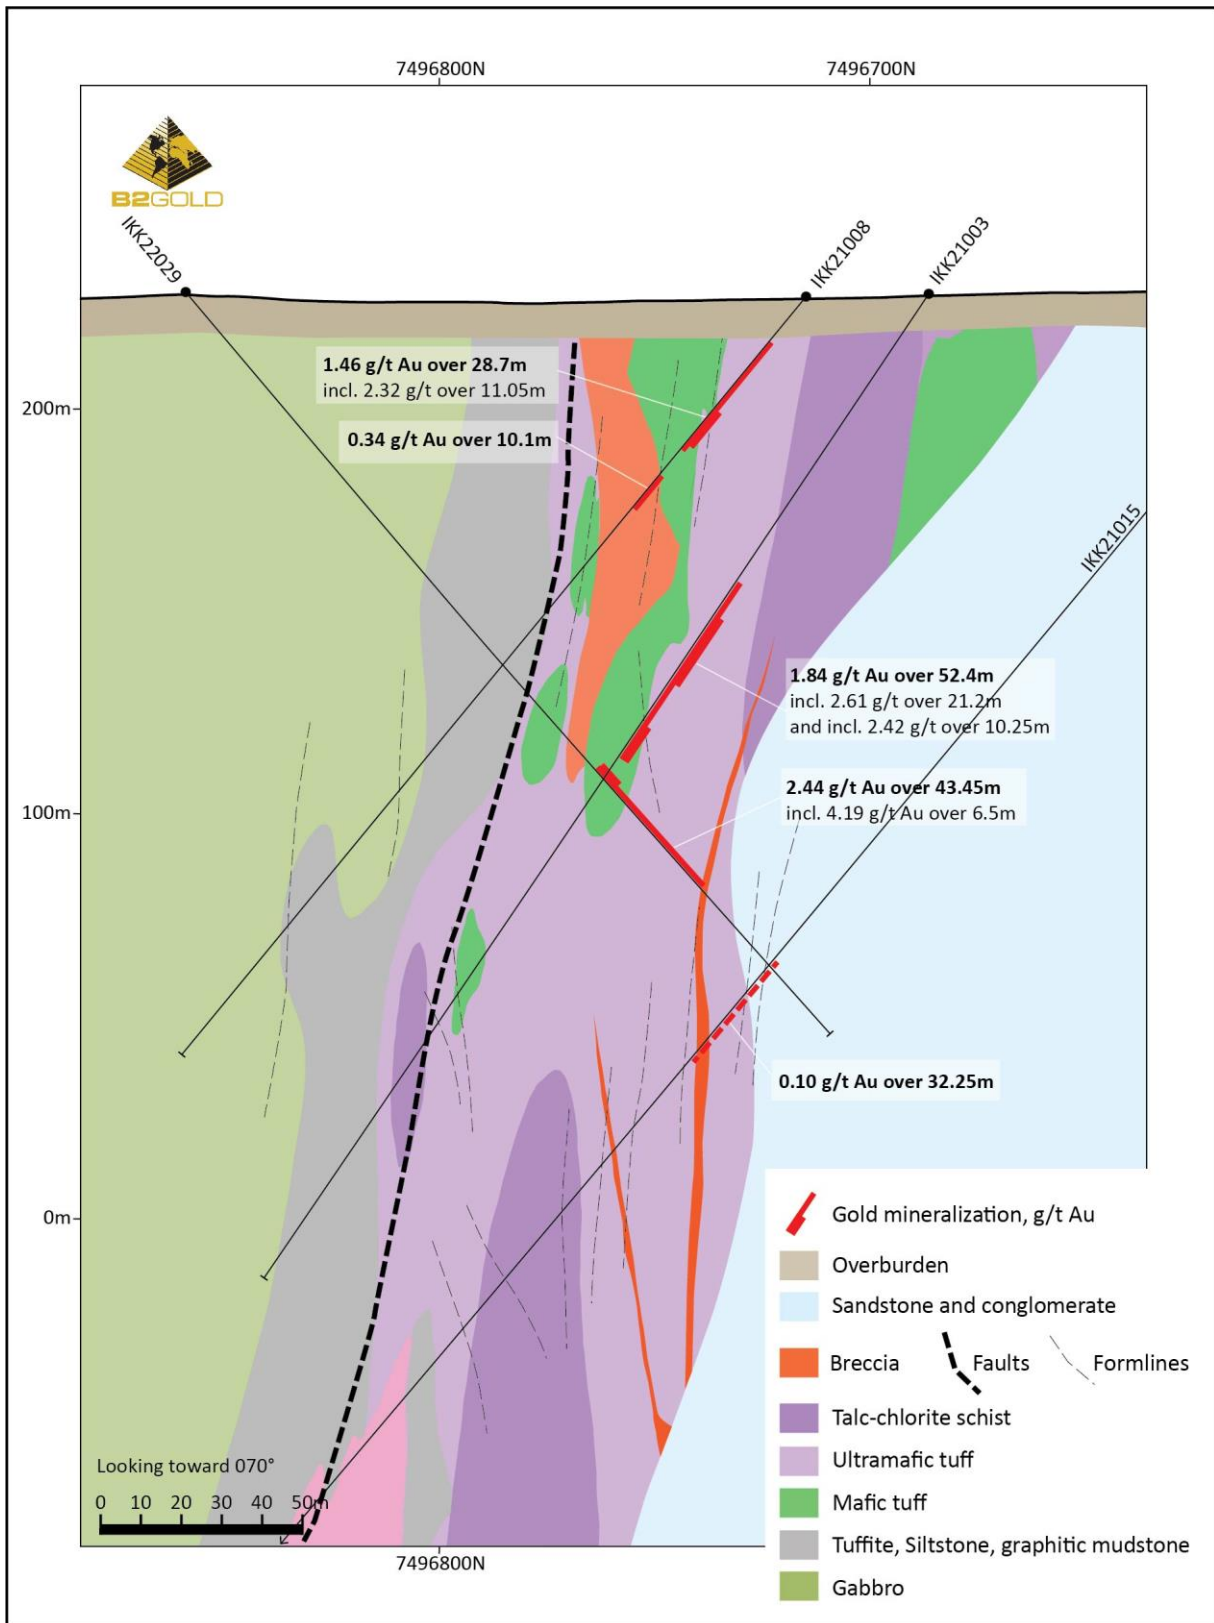 7496800N
7496700N
B2GOLD
IKK22029
IKK21008
IKK21003
1.46 g/t Au over 28.7m
incl. 2.32 g/t over 11.05m
200m
0.34 g/t Au over 10.1m
IKK21015
1.84 g/t Au over 52.4m
incl. 2.61 g/t over 21.2m
and incl. 2.42 g/t over 10.25m
2.44 g/t Au over 43.45m
incl. 4.19 g/t Au over 6.5m
100m
0.10 g/t Au over 32.25m
0m
Gold mineralization, g/t Au
Overburden
Sandstone and conglomerate
Breccia
Faults
Formlines
Talc-chlorite schist
Ultramafic tuff
Mafic tuff
Tuffite, Siltstone, graphitic mudstone
Gabbro
Looking toward 070°
0 10 20 30 40 50m
7496800N